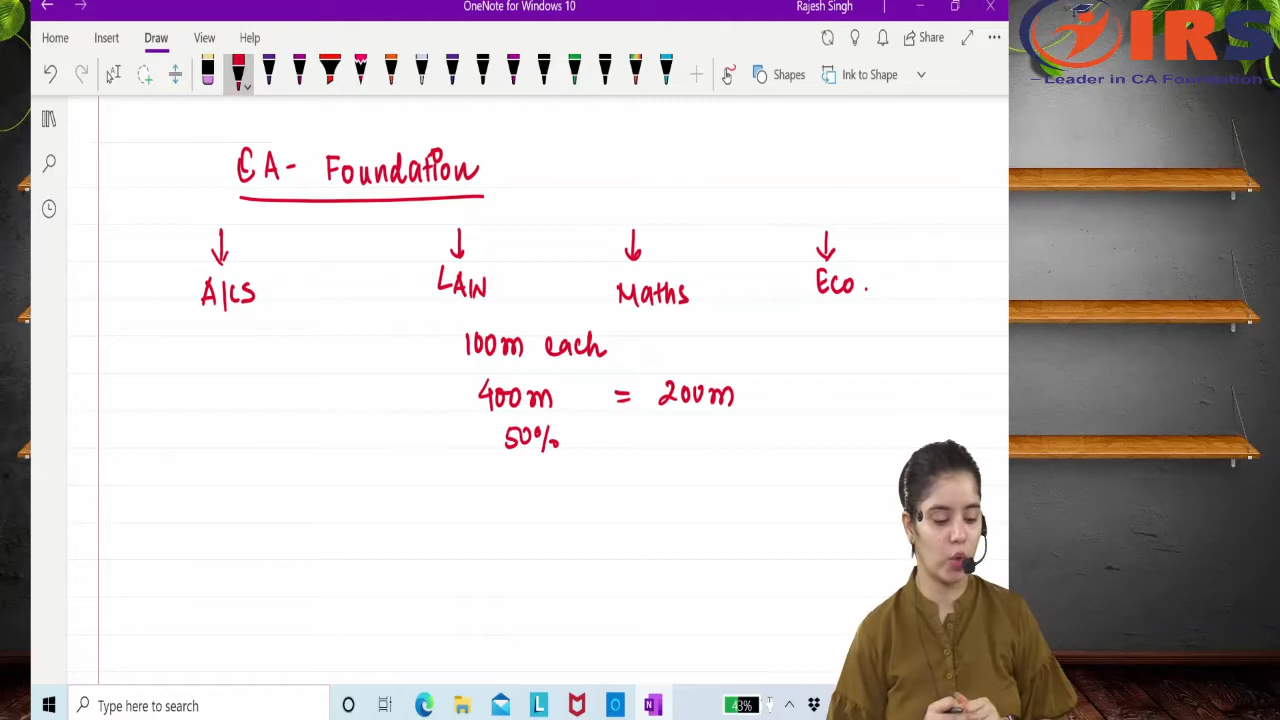 OneNote for Windows 10
Rajesh Singh
Home Insert Draw View Help
Share
Shapes
Ink to Shape
IRS
-Leader in CA Foundation-
CA- Foundation
A/CS LAW Maths Eco.
100m each
400m = 200m
50%
Type here to search
43%